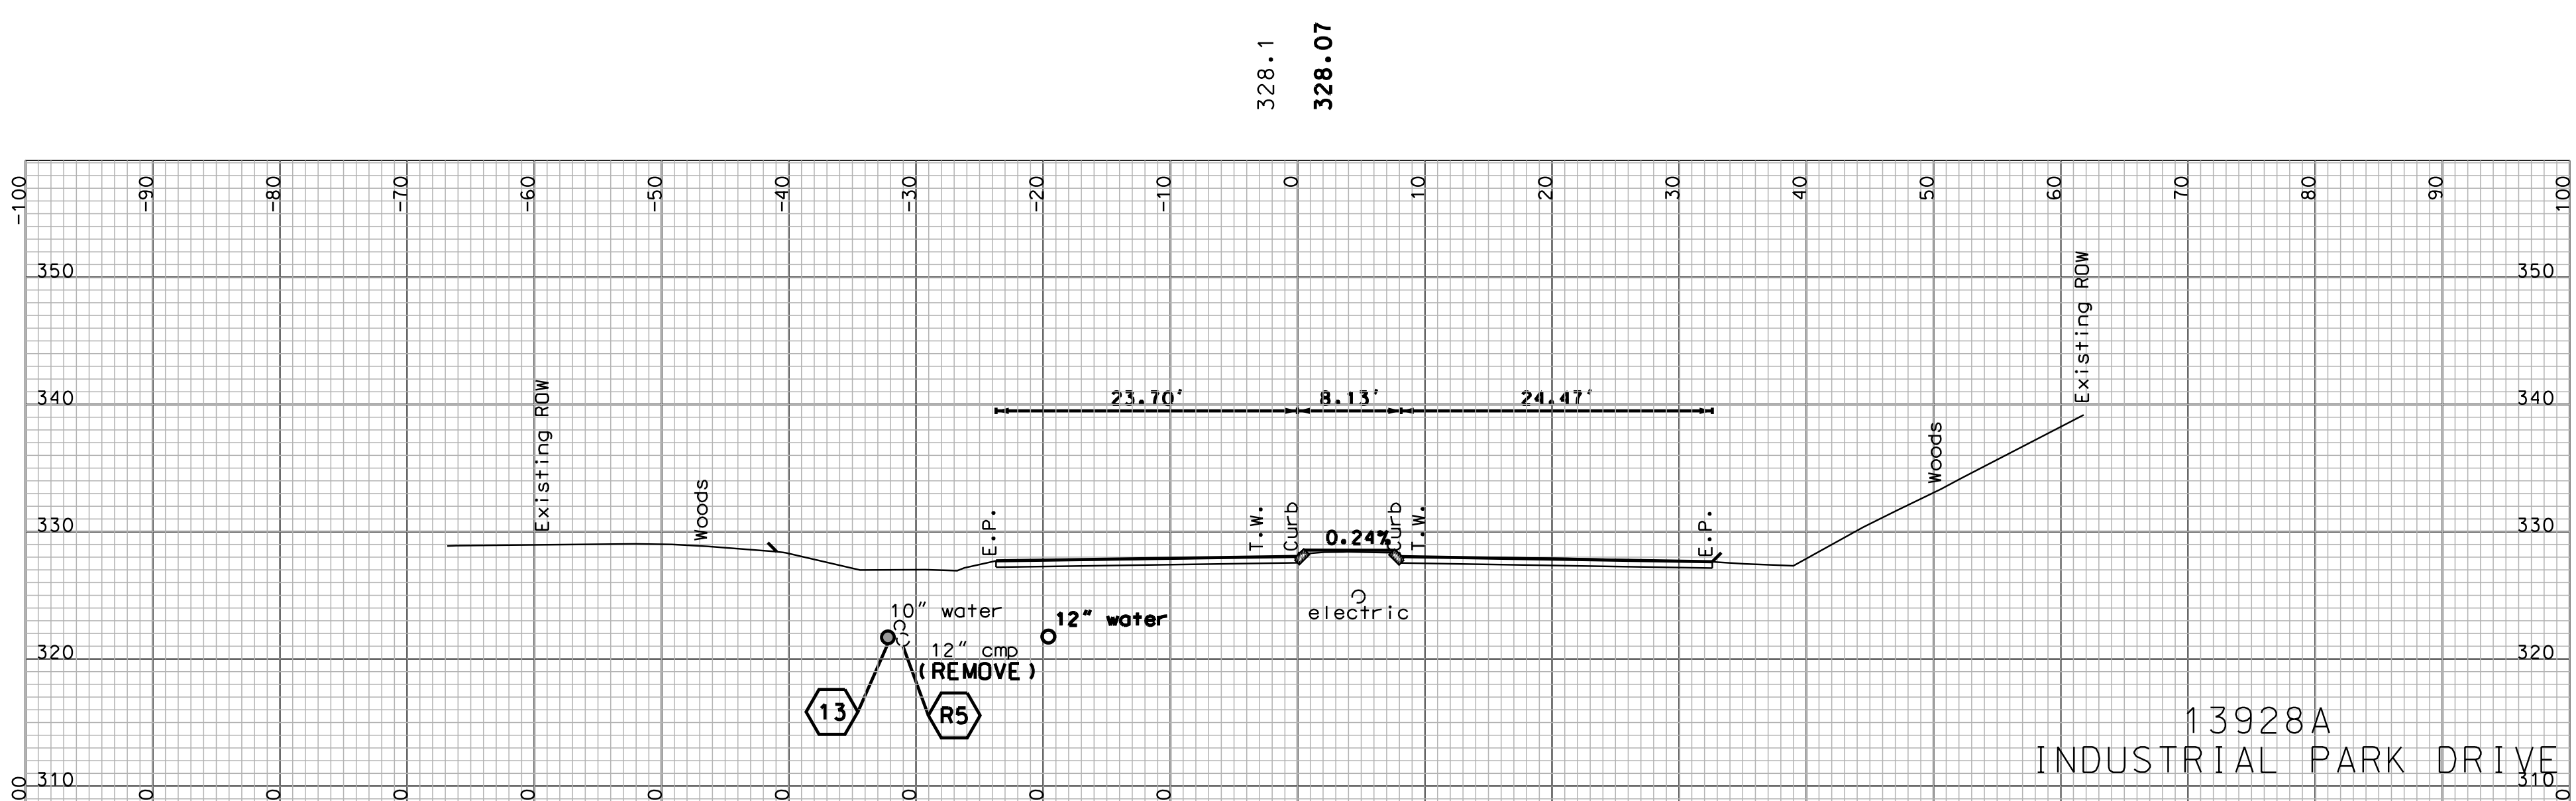 328.1
328.07
-100 -90 -80 -70 -60 -50 -40 -30 -20 -10 0 10 20 30 40 50 60 70 80 90 100
350 350
Existing ROW
340 340
23.70' 8.13' 24.47'
Existing ROW
Woods
Woods
330 330
E.P.
T.W.
Curb
0.24%
Curb
T.W.
E.P.
10" water
12" water
electric
12" cmp
(REMOVE)
320 320
13
R5
13928A
INDUSTRIAL PARK DRIVE
310 310